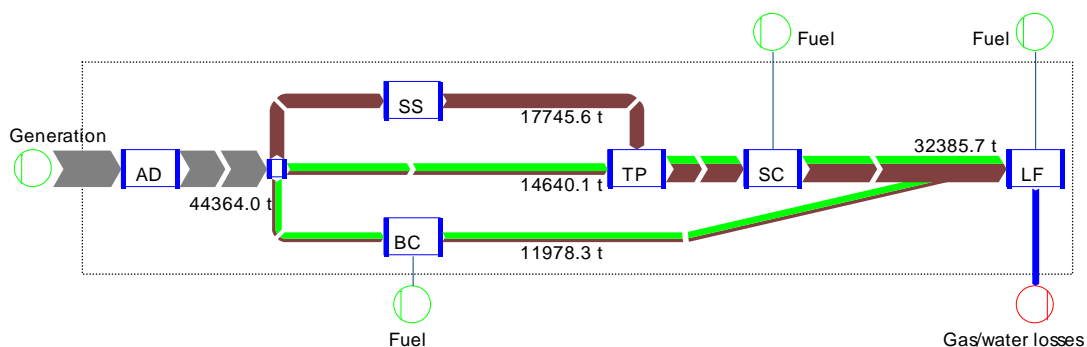 Fuel
Fuel
SS
17745.6 t
Generation
32385.7 t
AD
TP
SC
LF
14640.1 t
44364.0 t
BC
11978.3 t
Fuel
Gas/water losses